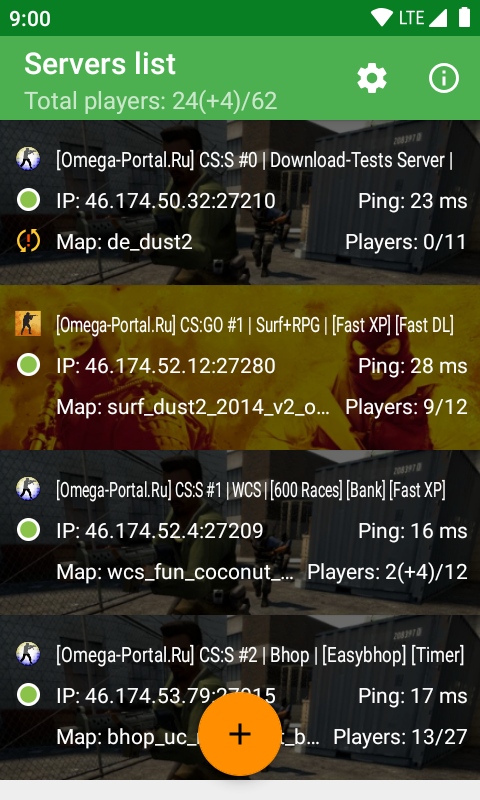 9:00 LTE
Servers list
Total players: 24(+4)/62
[Omega-Portal.Ru] CS:S #0 | Download-Tests Server |
IP: 46.174.50.32:27210 Ping: 23 ms
Map: de_dust2 Players: 0/11
[Omega-Portal.Ru] CS:GO #1 | Surf+RPG | [Fast XP] [Fast DL]
IP: 46.174.52.12:27280 Ping: 28 ms
Map: surf_dust2_2014_v2_o... Players: 9/12
[Omega-Portal.Ru] CS:S #1 | WCS | [600 Races] [Bank] [Fast XP]
IP: 46.174.52.4:27209 Ping: 16 ms
Map: wcs_fun_coconut_... Players: 2(+4)/12
[Omega-Portal.Ru] CS:S #2 | Bhop | [Easybhop] [Timer]
IP: 46.174.53.79: Ping: 17 ms
Map: bhop_uc_ t_b... Players: 13/27